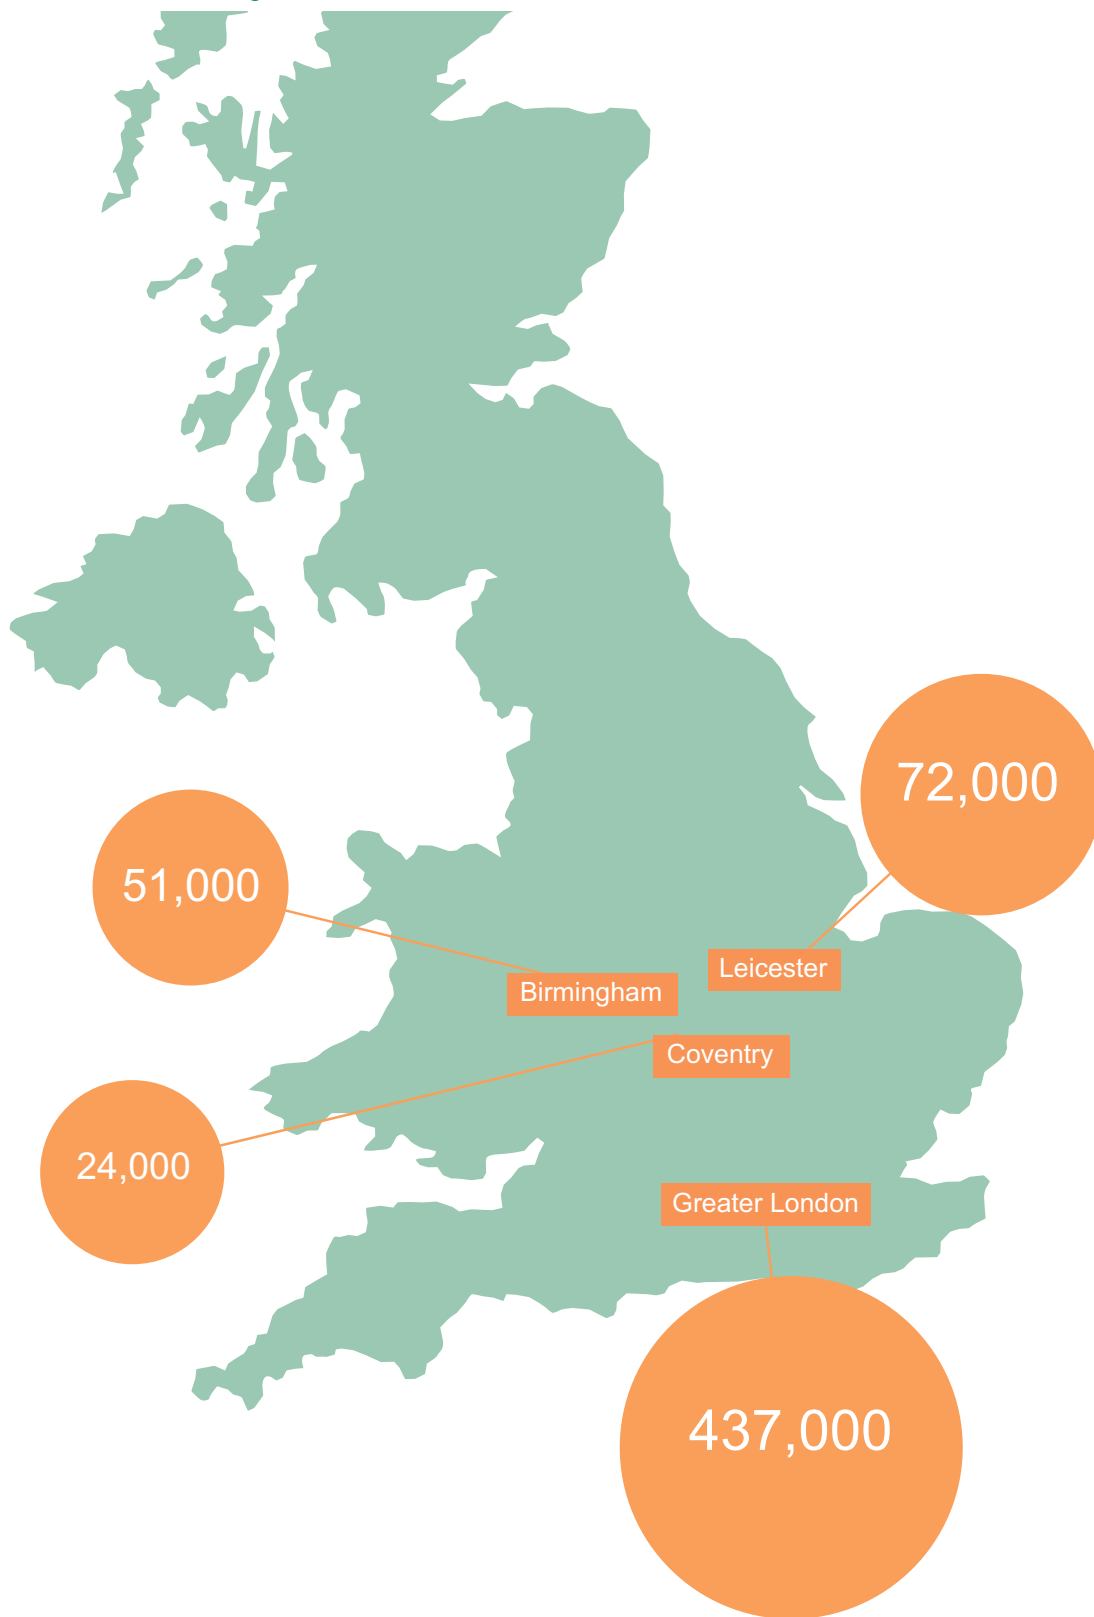 72,000
51,000
Leicester
Birmingham
Coventry
24,000
Greater London
437,000